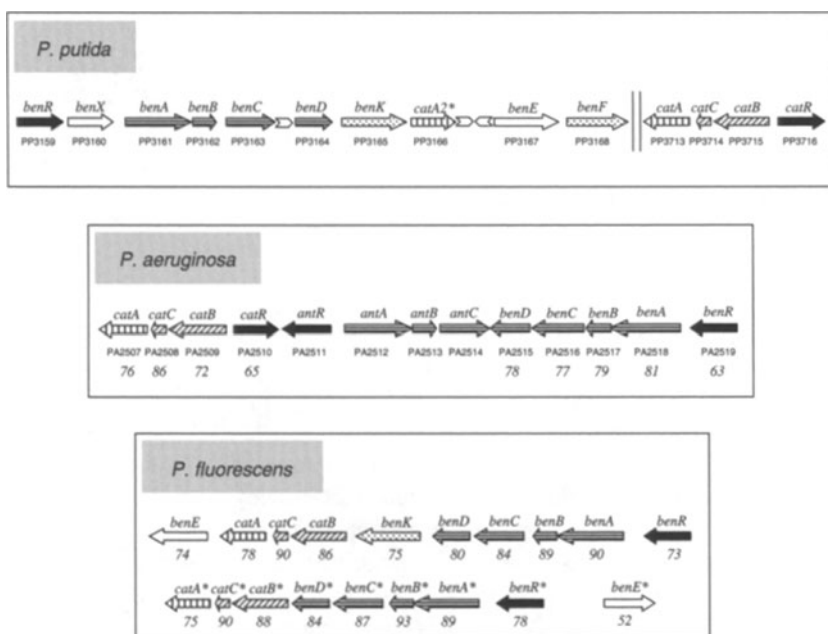 P. putida
benR benX benA benB benC benD benK catA2* benE benF catA catC catB catR
PP3159 PP3160 PP3161 PP3162 PP3163 PP3164 PP3165 PP3166 PP3167 PP3168 PP3713 PP3714 PP3715 PP3716
P. aeruginosa
catA catC catB catR antR antA antB antC benD benC benB benA benR
PA2507 PA2508 PA2509 PA2510 PA2511 PA2512 PA2513 PA2514 PA2515 PA2516 PA2517 PA2518 PA2519
76 86 72 65 78 77 79 81 63
P. fluorescens
benE catA catC catB benK benD benC benB benA benR
74 78 90 86 75 80 84 89 90 73
catA* catC* catB* benD* benC* benB* benA* benR* benE*
75 90 88 84 87 93 89 78 52